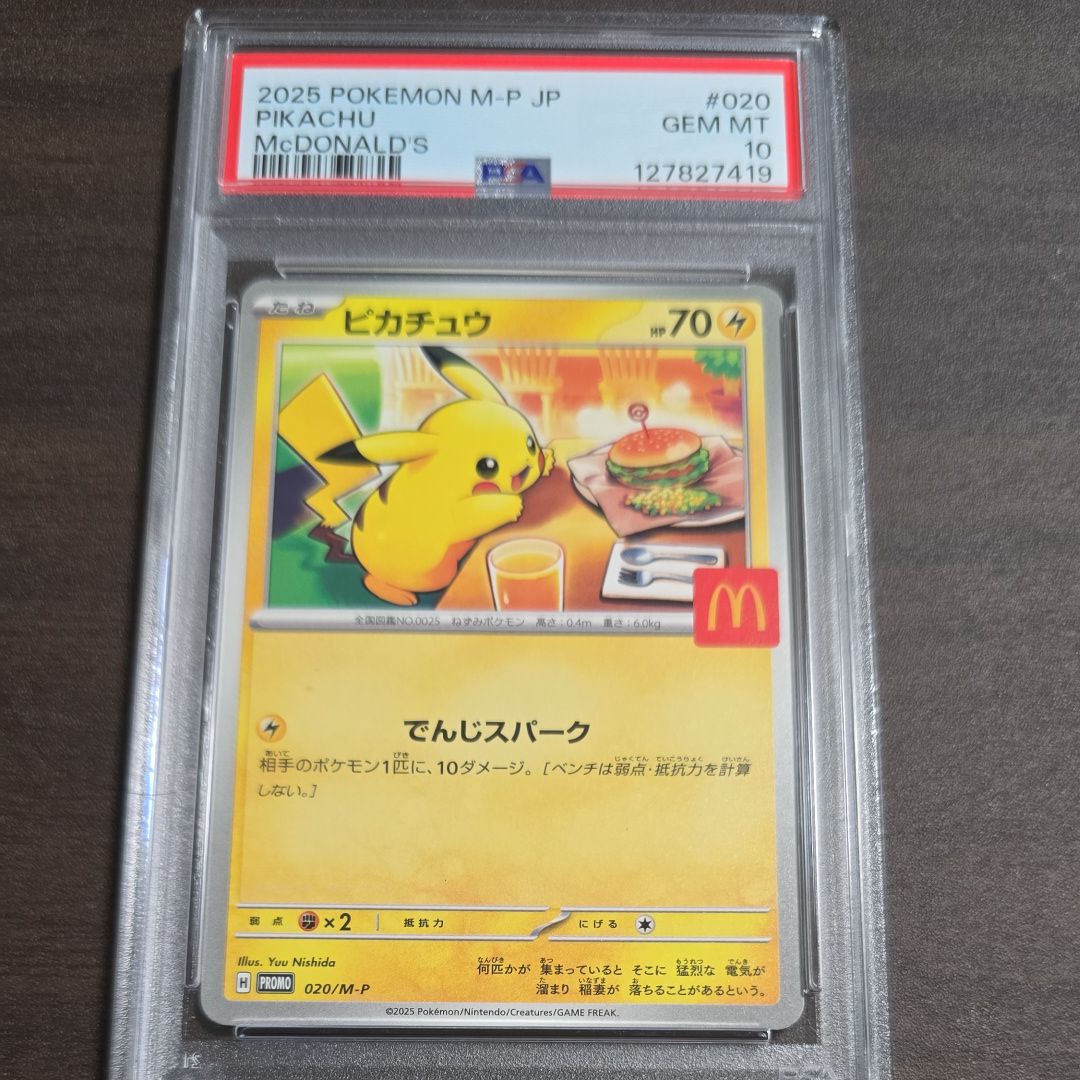 2025 POKEMON M-P JP #020
PIKACHU GEM MT
McDONALD'S 10
PSA 127827419
たね ピカチュウ HP70
全国図鑑NO.0025 ねずみポケモン 高さ:0.4m 重さ:6.0kg
でんじスパーク
相手のポケモン1匹に、10ダメージ。[ベンチは弱点・抵抗力を計算
しない。]
弱点 ×2 抵抗力 にげる
Illus. Yuu Nishida
何匹かが 集まっていると そこに 猛烈な 電気が
溜まり 稲妻が 落ちることがあるという。
H PROMO 020/M-P
©2025 Pokémon/Nintendo/Creatures/GAME FREAK.